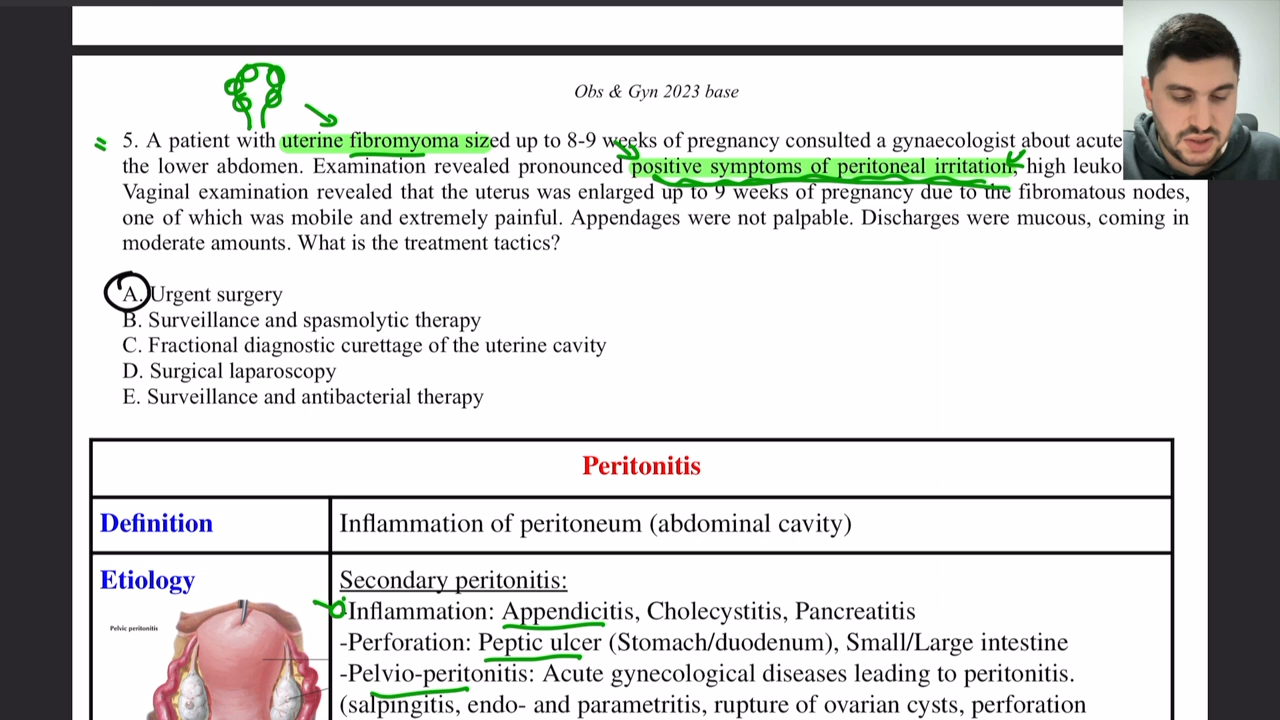 Obs & Gyn 2023 base
5. A patient with uterine fibromyoma sized up to 8-9 weeks of pregnancy consulted a gynaecologist about acute
the lower abdomen. Examination revealed pronounced positive symptoms of peritoneal irritation, high leuko
Vaginal examination revealed that the uterus was enlarged up to 9 weeks of pregnancy due to the fibromatous nodes,
one of which was mobile and extremely painful. Appendages were not palpable. Discharges were mucous, coming in
moderate amounts. What is the treatment tactics?
A. Urgent surgery
B. Surveillance and spasmolytic therapy
C. Fractional diagnostic curettage of the uterine cavity
D. Surgical laparoscopy
E. Surveillance and antibacterial therapy
Peritonitis
Definition
Inflammation of peritoneum (abdominal cavity)
Etiology
Secondary peritonitis:
-Inflammation: Appendicitis, Cholecystitis, Pancreatitis
-Perforation: Peptic ulcer (Stomach/duodenum), Small/Large intestine
-Pelvio-peritonitis: Acute gynecological diseases leading to peritonitis.
(salpingitis, endo- and parametritis, rupture of ovarian cysts, perforation
Pelvic peritonitis